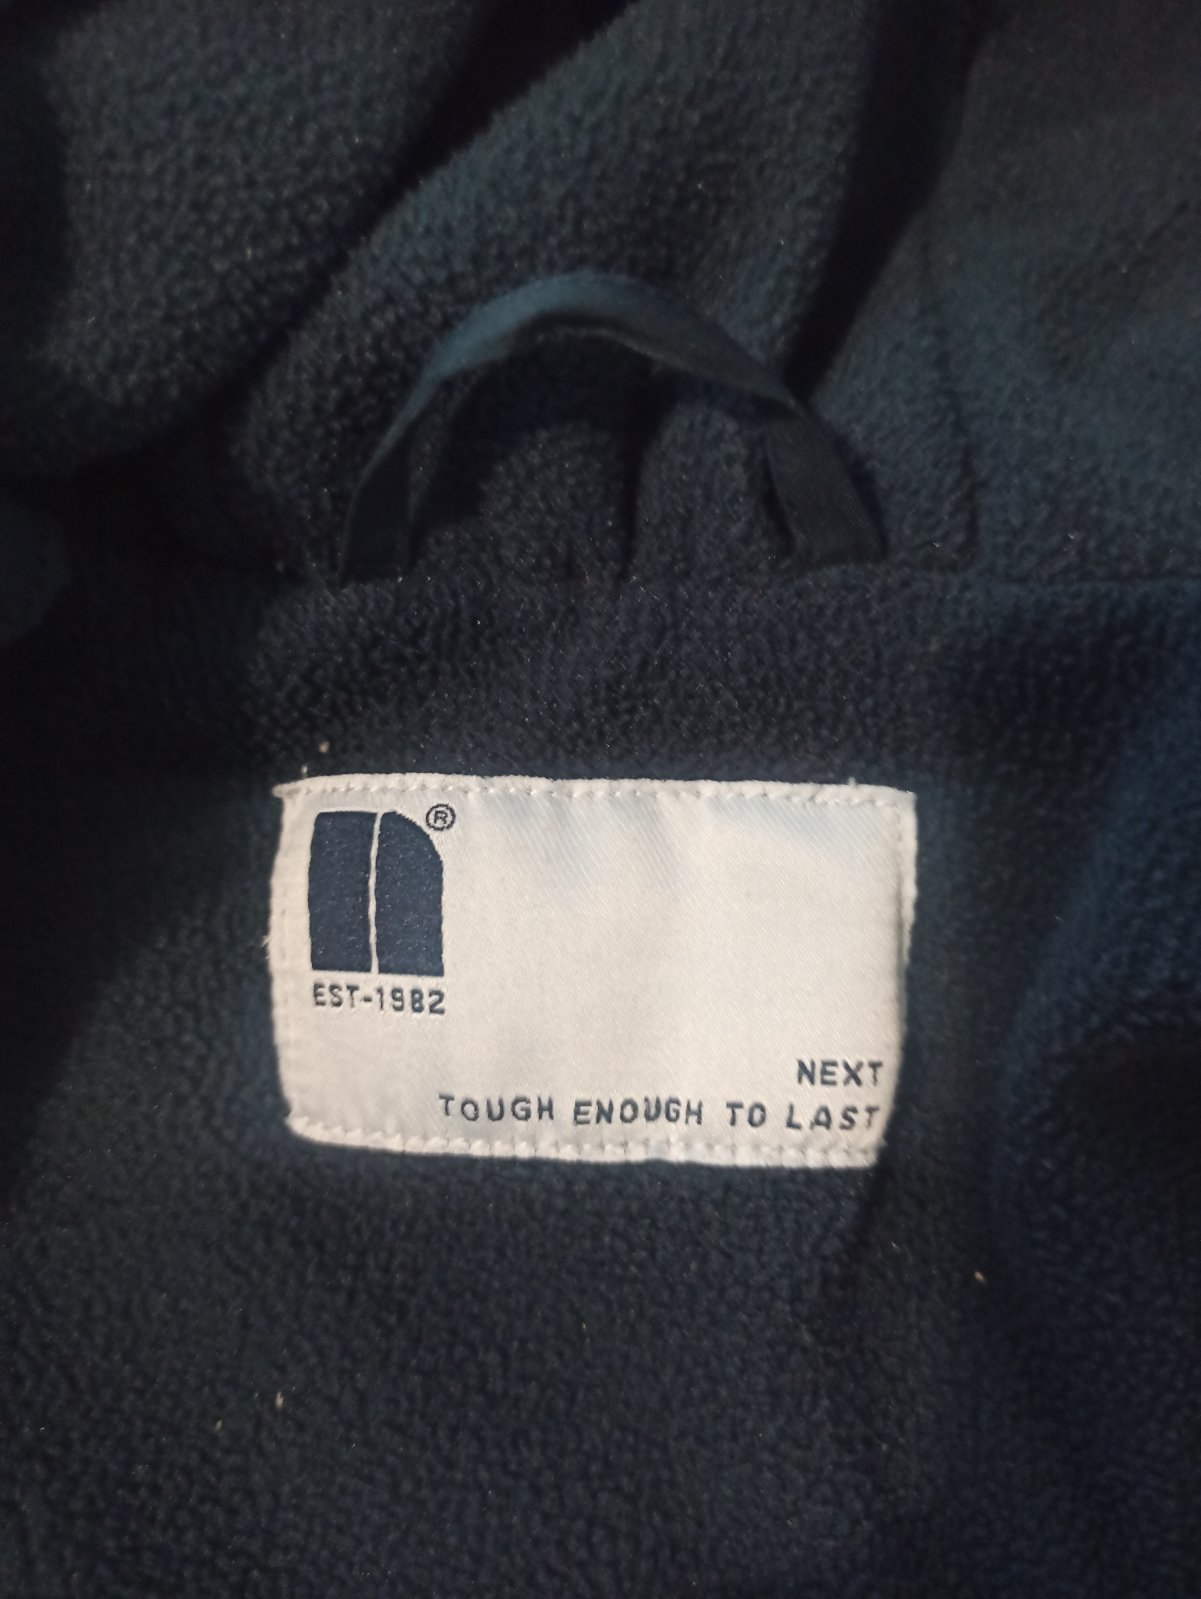 ®
EST-1982
NEXT
TOUGH ENOUGH TO LAST